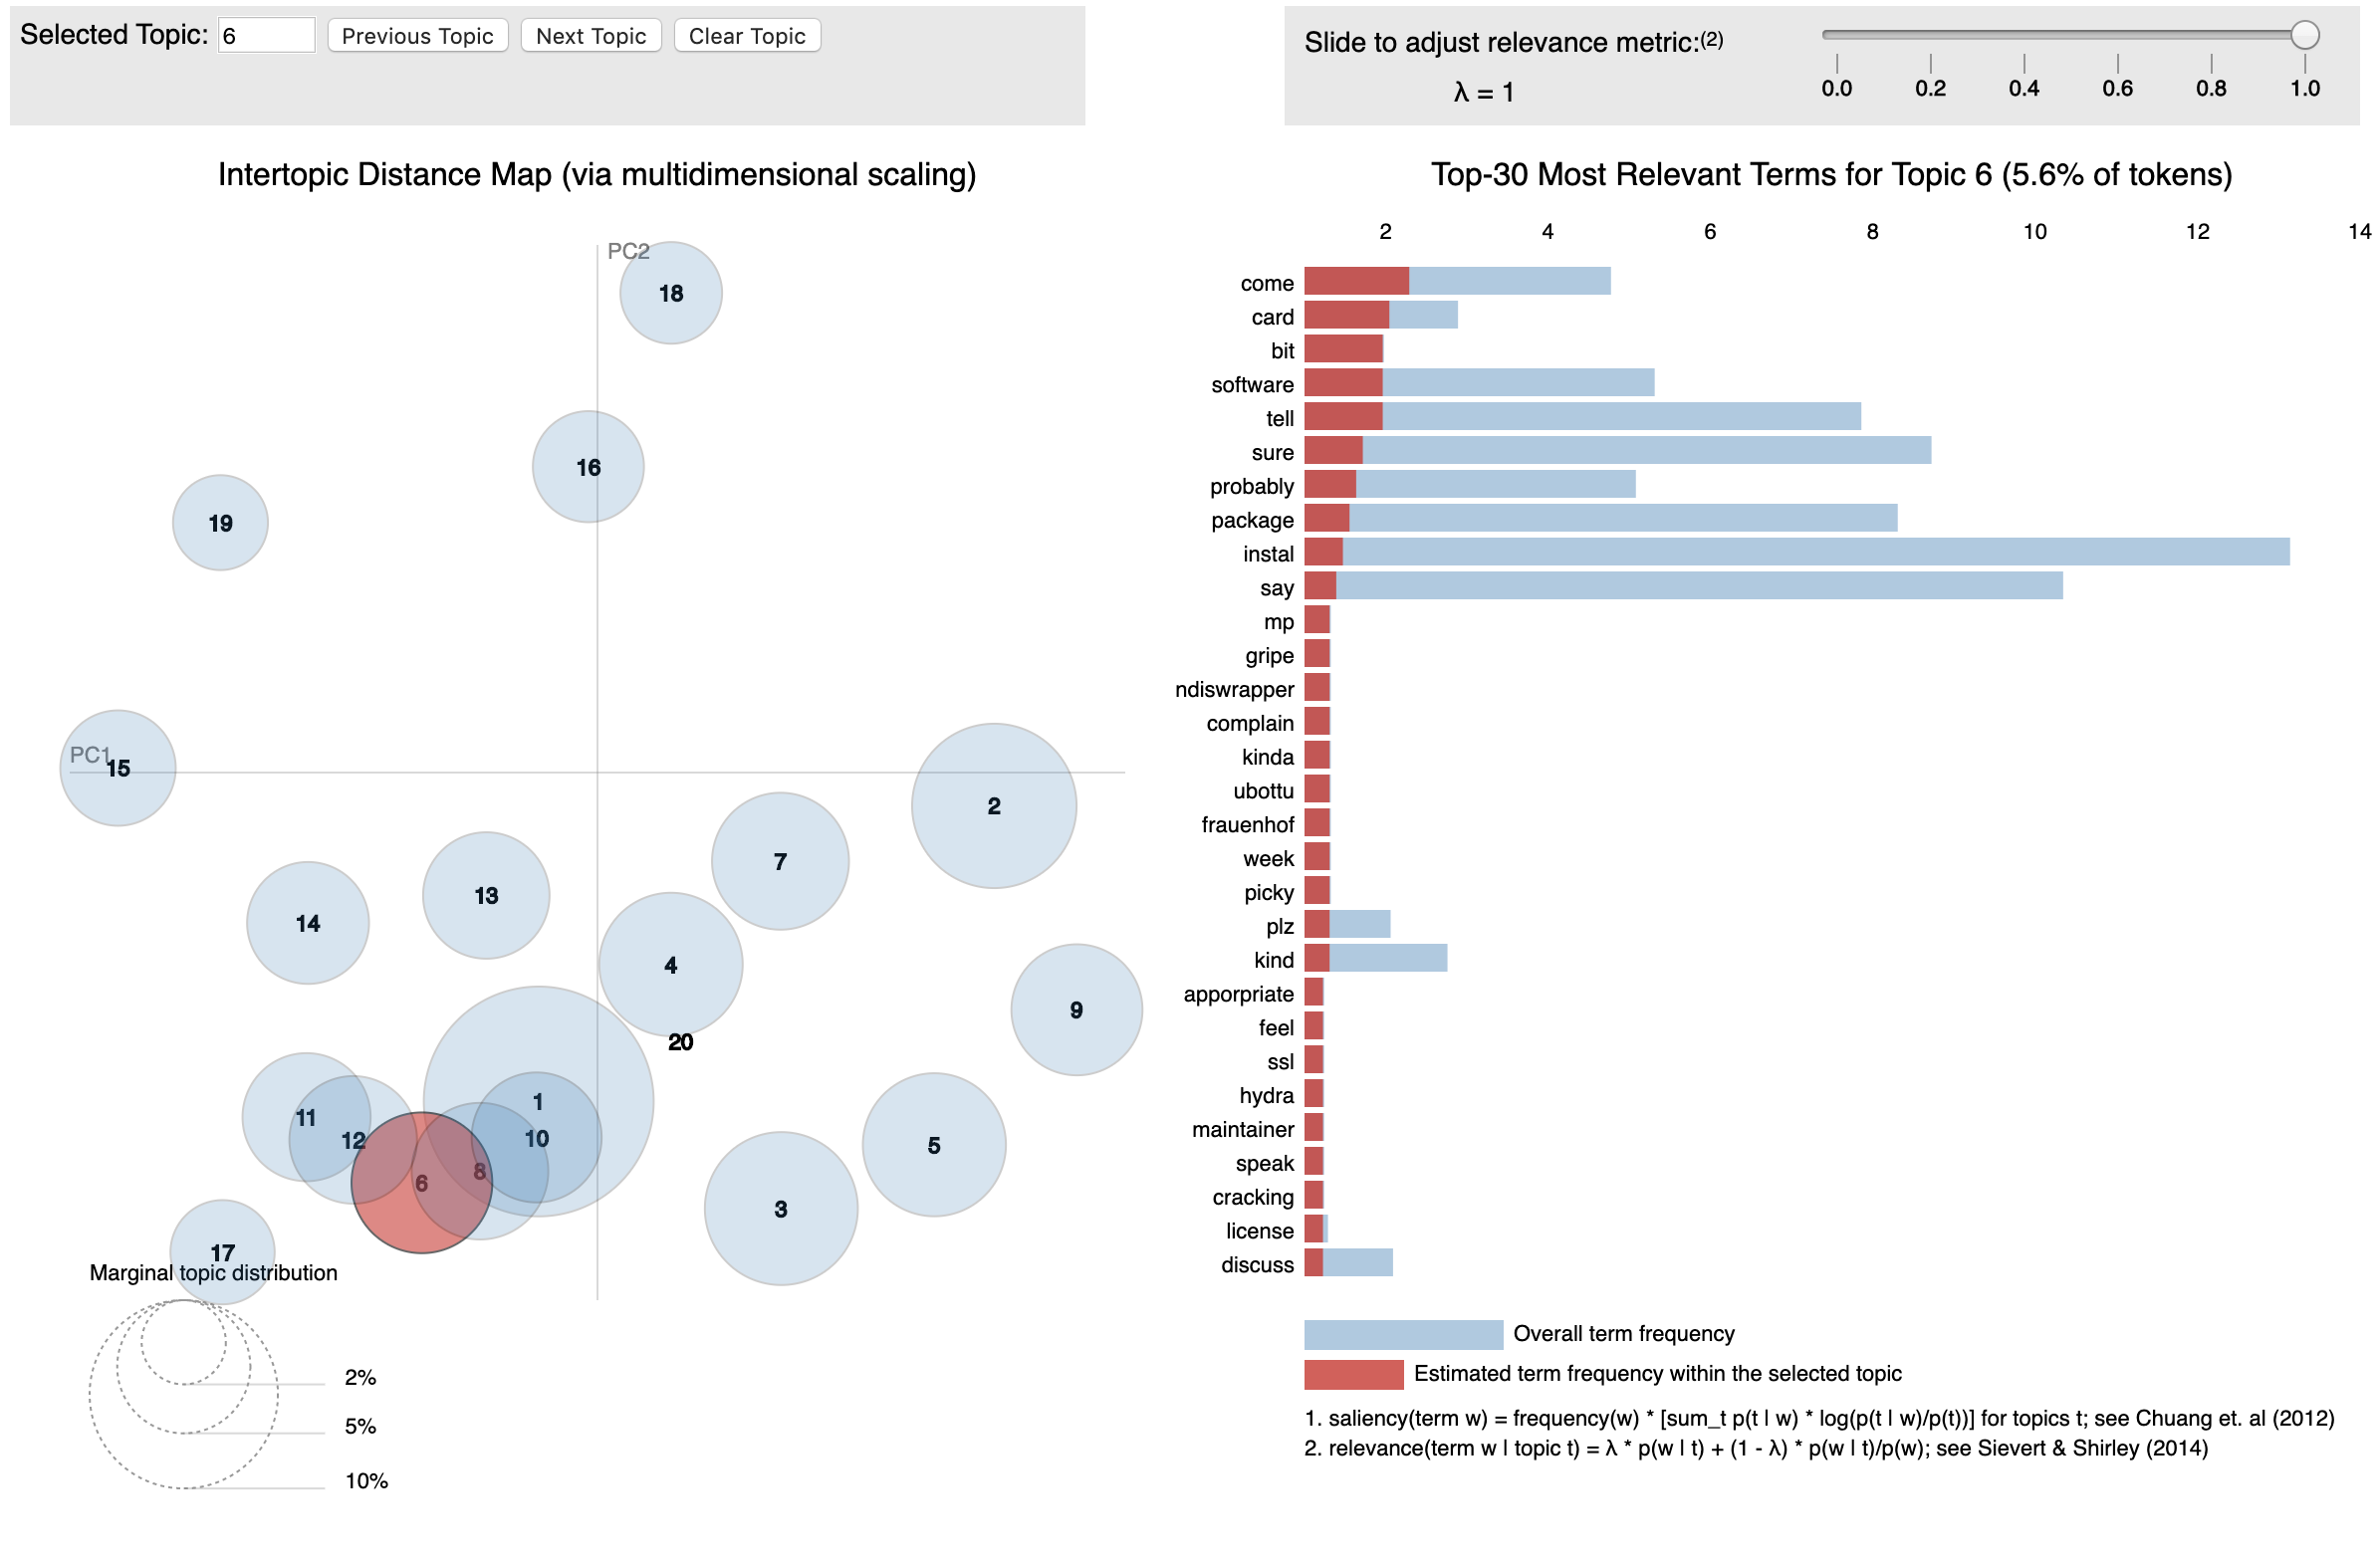 Selected Topic: 6 Previous Topic Next Topic Clear Topic
Slide to adjust relevance metric:(2)
λ = 1
0.0 0.2 0.4 0.6 0.8 1.0
Intertopic Distance Map (via multidimensional scaling)
PC2
18
16
19
PC1
15
2
7
13
14
4
9
20
1
11
10
12
5
8
6
3
17
Marginal topic distribution
2%
5%
10%
Top-30 Most Relevant Terms for Topic 6 (5.6% of tokens)
2 4 6 8 10 12 14
come
card
bit
software
tell
sure
probably
package
instal
say
mp
gripe
ndiswrapper
complain
kinda
ubottu
frauenhof
week
picky
plz
kind
apporpriate
feel
ssl
hydra
maintainer
speak
cracking
license
discuss
Overall term frequency
Estimated term frequency within the selected topic
1. saliency(term w) = frequency(w) * [sum_t p(t | w) * log(p(t | w)/p(t))] for topics t; see Chuang et. al (2012)
2. relevance(term w | topic t) = λ * p(w | t) + (1 - λ) * p(w | t)/p(w); see Sievert & Shirley (2014)